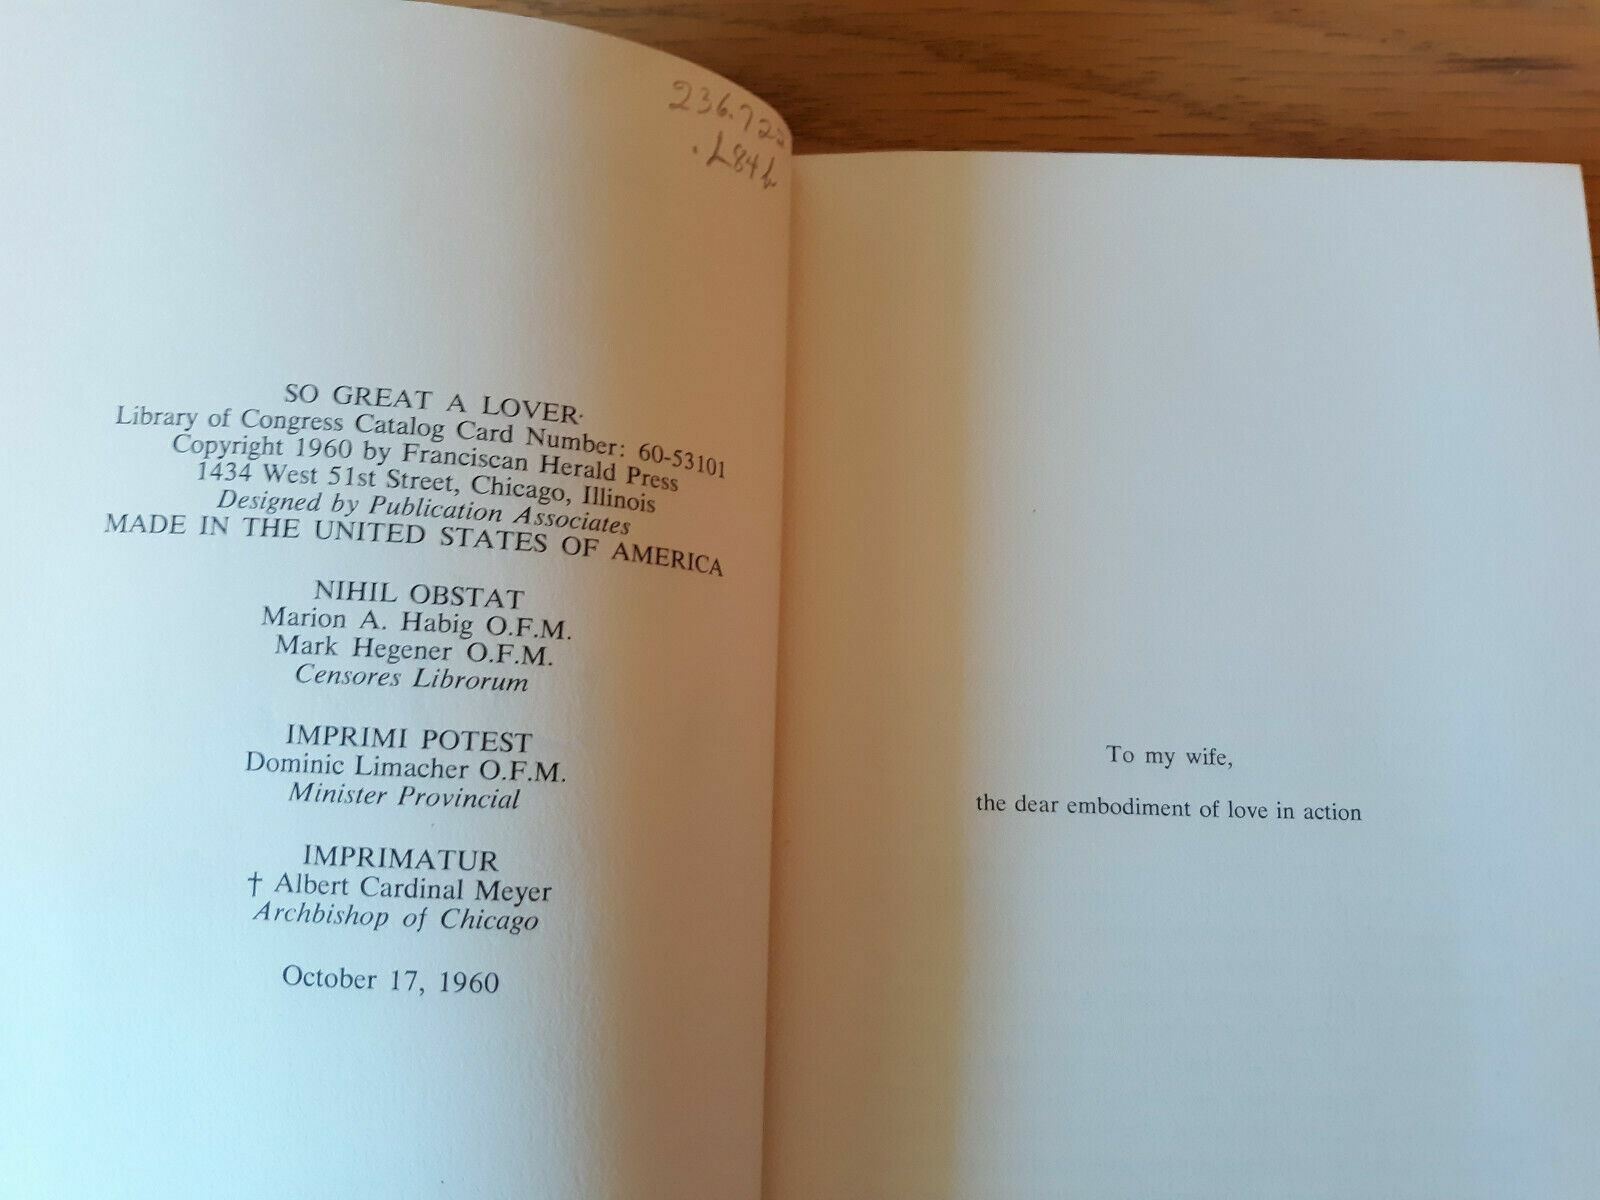 236.722
.L84
SO GREAT A LOVER
Library of Congress Catalog Card Number: 60-53101
Copyright 1960 by Franciscan Herald Press
1434 West 51st Street, Chicago, Illinois
Designed by Publication Associates
MADE IN THE UNITED STATES OF AMERICA
NIHIL OBSTAT
Marion A. Habig O.F.M.
Mark Hegener O.F.M.
Censores Librorum
IMPRIMI POTEST
Dominic Limacher O.F.M.
Minister Provincial
IMPRIMATUR
† Albert Cardinal Meyer
Archbishop of Chicago
October 17, 1960
To my wife,
the dear embodiment of love in action